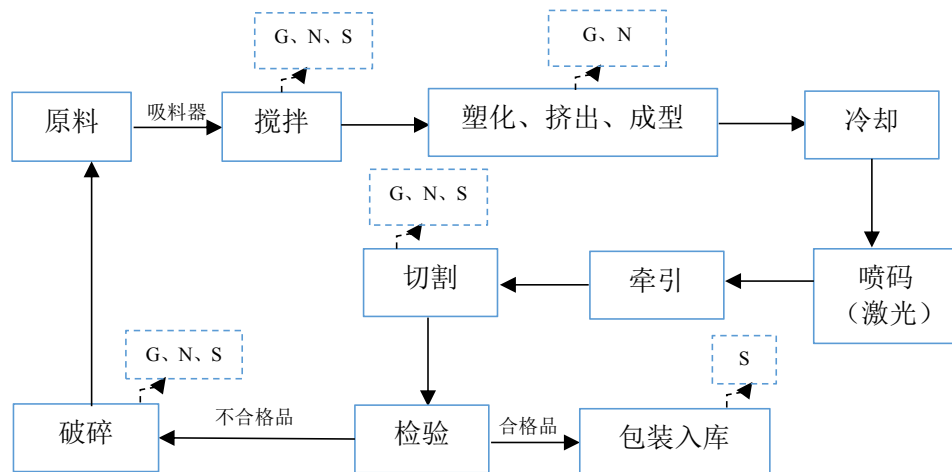 G、N、S
G、N
原料
吸料器
搅拌
塑化、挤出、成型
冷却
G、N、S
切割
牵引
喷码
（激光）
G、N、S
S
破碎
不合格品
检验
合格品
包装入库